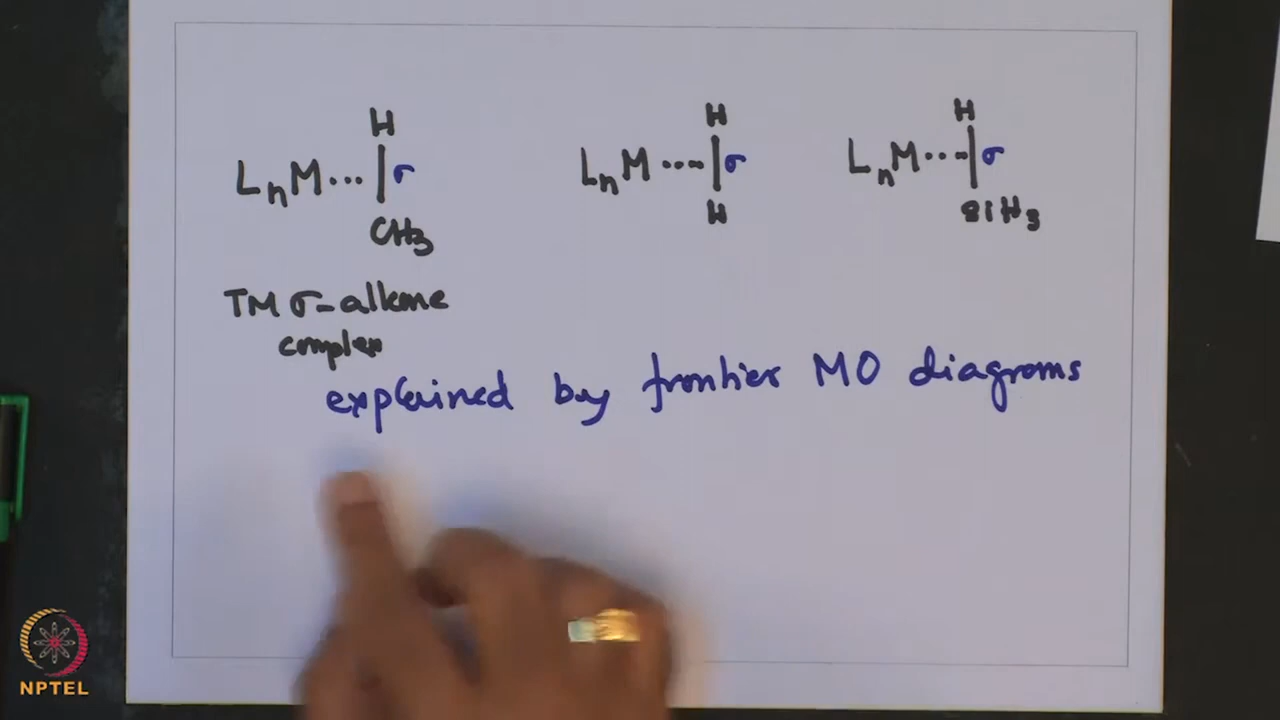 H H H
LnM...|σ LnM...|σ LnM...|σ
CH3 H SiH3
TM σ-alkane
complex
explained by frontier MO diagrams
NPTEL